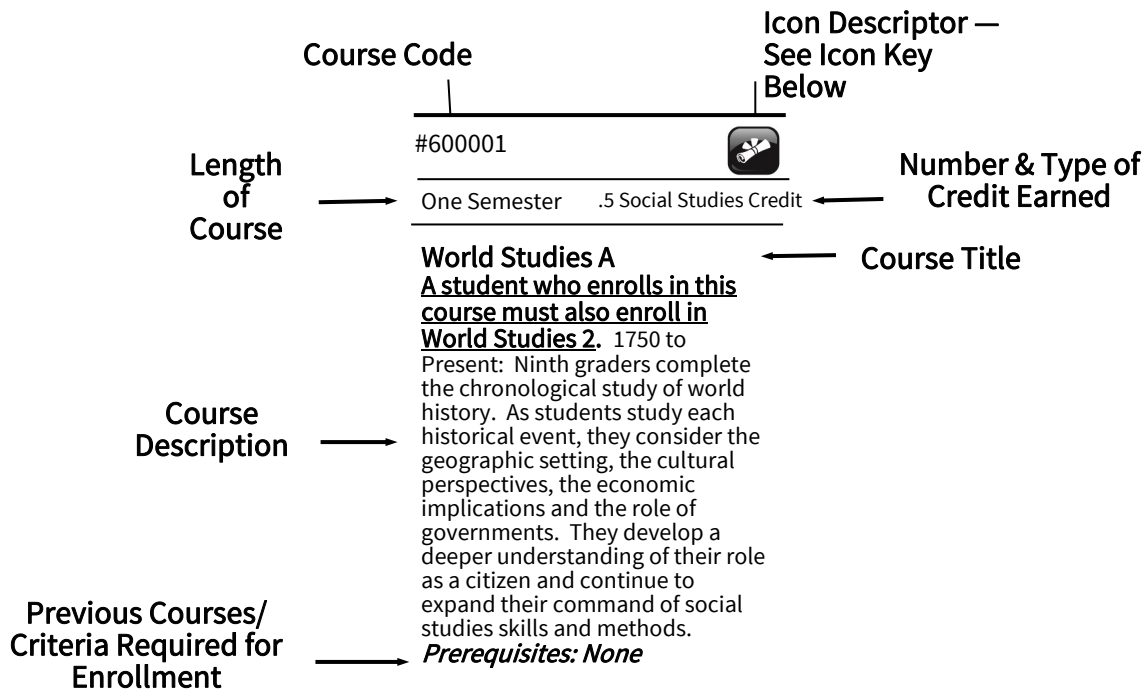 Icon Descriptor —
See Icon Key
Below
Course Code
#600001
Length
of
Course
One Semester
.5 Social Studies Credit
Number & Type of
Credit Earned
World Studies A
Course Title
A student who enrolls in this
course must also enroll in
World Studies 2.  1750 to
Present:  Ninth graders complete
the chronological study of world
history.  As students study each
historical event, they consider the
geographic setting, the cultural
perspectives, the economic
implications and the role of
governments.  They develop a
deeper understanding of their role
as a citizen and continue to
expand their command of social
studies skills and methods.
Prerequisites: None
Course
Description
Previous Courses/
Criteria Required for
Enrollment